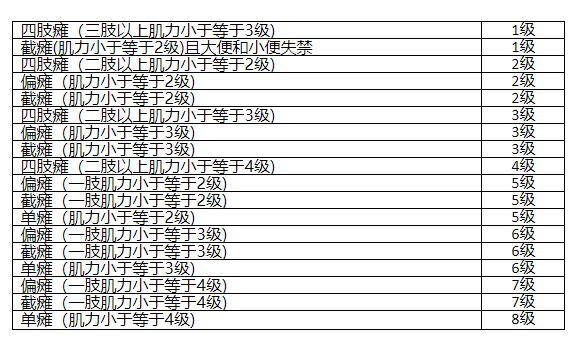 四肢瘫（三肢以上肌力小于等于3级) 1级
截瘫(肌力小于等于2级)且大便和小便失禁 1级
四肢瘫（二肢以上肌力小于等于2级) 2级
偏瘫（肌力小于等于2级) 2级
截瘫（肌力小于等于2级) 2级
四肢瘫（二肢以上肌力小于等于3级) 3级
偏瘫（肌力小于等于3级) 3级
截瘫（肌力小于等于3级) 3级
四肢瘫（二肢以上肌力小于等于4级) 4级
偏瘫（一肢肌力小于等于2级) 5级
截瘫（一肢肌力小于等于2级) 5级
单瘫（肌力小于等于2级) 5级
偏瘫（一肢肌力小于等于3级) 6级
截瘫（一肢肌力小于等于3级) 6级
单瘫（肌力小于等于3级) 6级
偏瘫（一肢肌力小于等于4级) 7级
截瘫（一肢肌力小于等于4级) 7级
单瘫（肌力小于等于4级) 8级